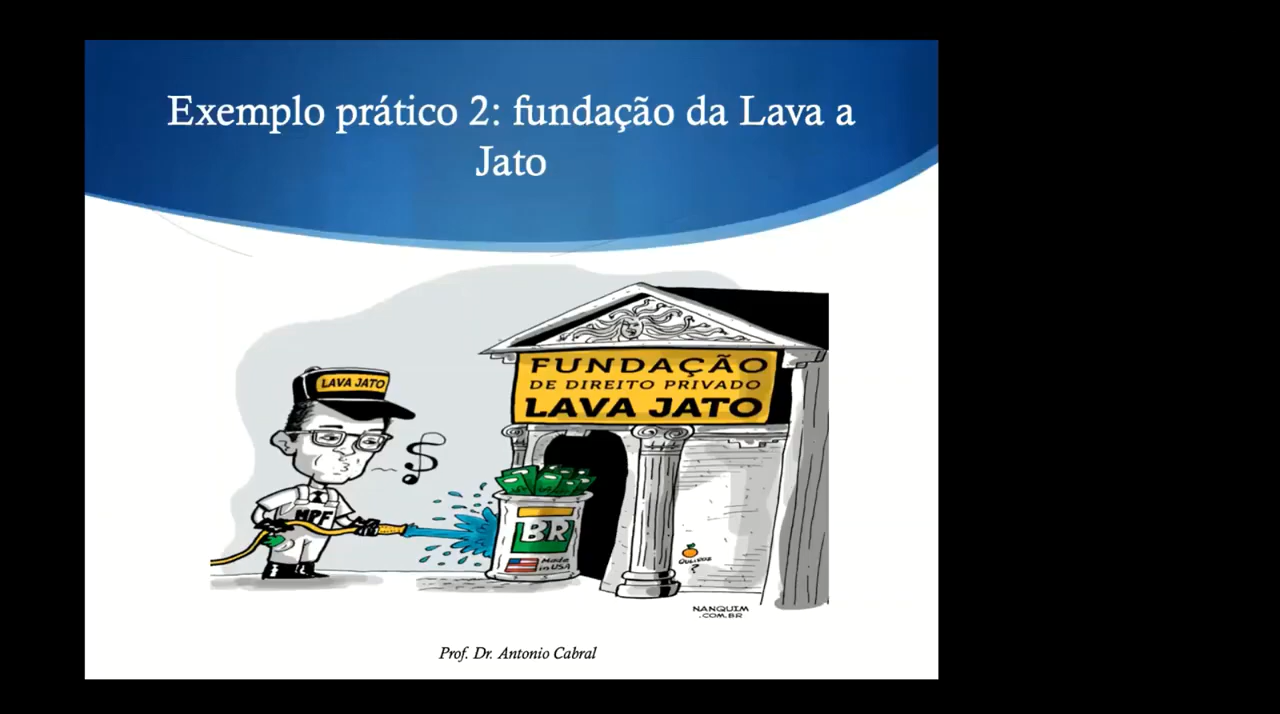 Exemplo prático 2: fundação da Lava a
Jato
FUNDAÇÃO
DE DIREITO PRIVADO
LAVA JATO
LAVA JATO
MPF
BR
Made
in USA
?
NANQUIM
.COM.BR
Prof. Dr. Antonio Cabral